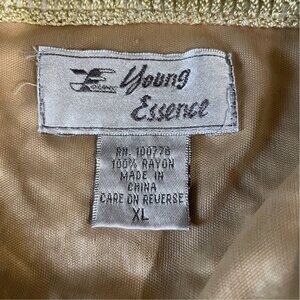 Young
Essence
RN. 100778
100% RAYON
MADE IN
CHINA
CARE ON REVERSE
XL